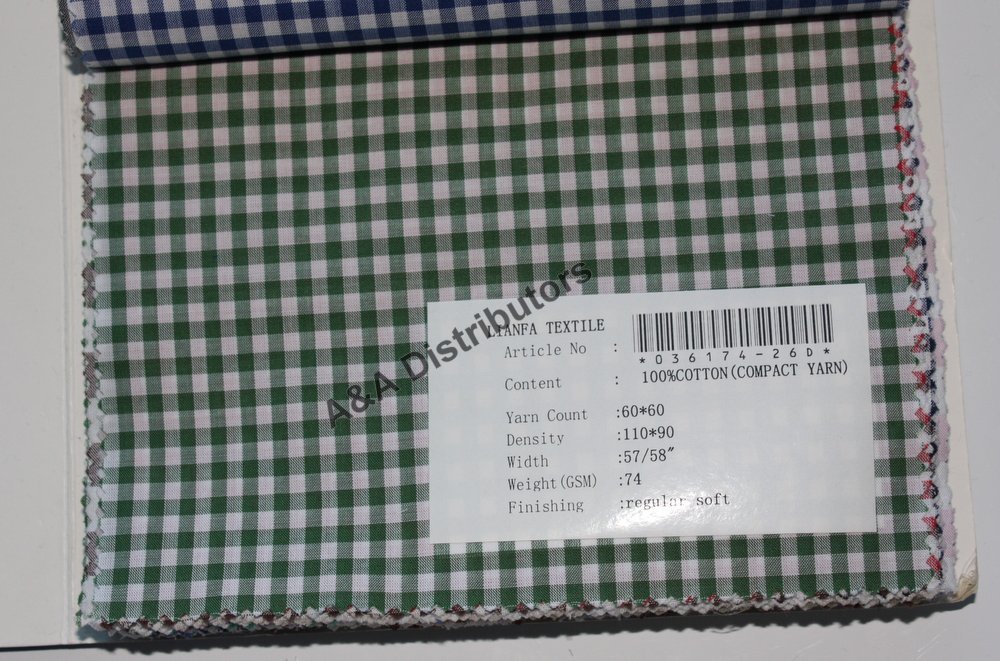 LIANFA TEXTILE
Article No :
*036174-26D*
Content : 100%COTTON(COMPACT YARN)
Yarn Count :60*60
Density :110*90
Width :57/58"
Weight(GSM) :74
Finishing :regular soft
A&A Distributors